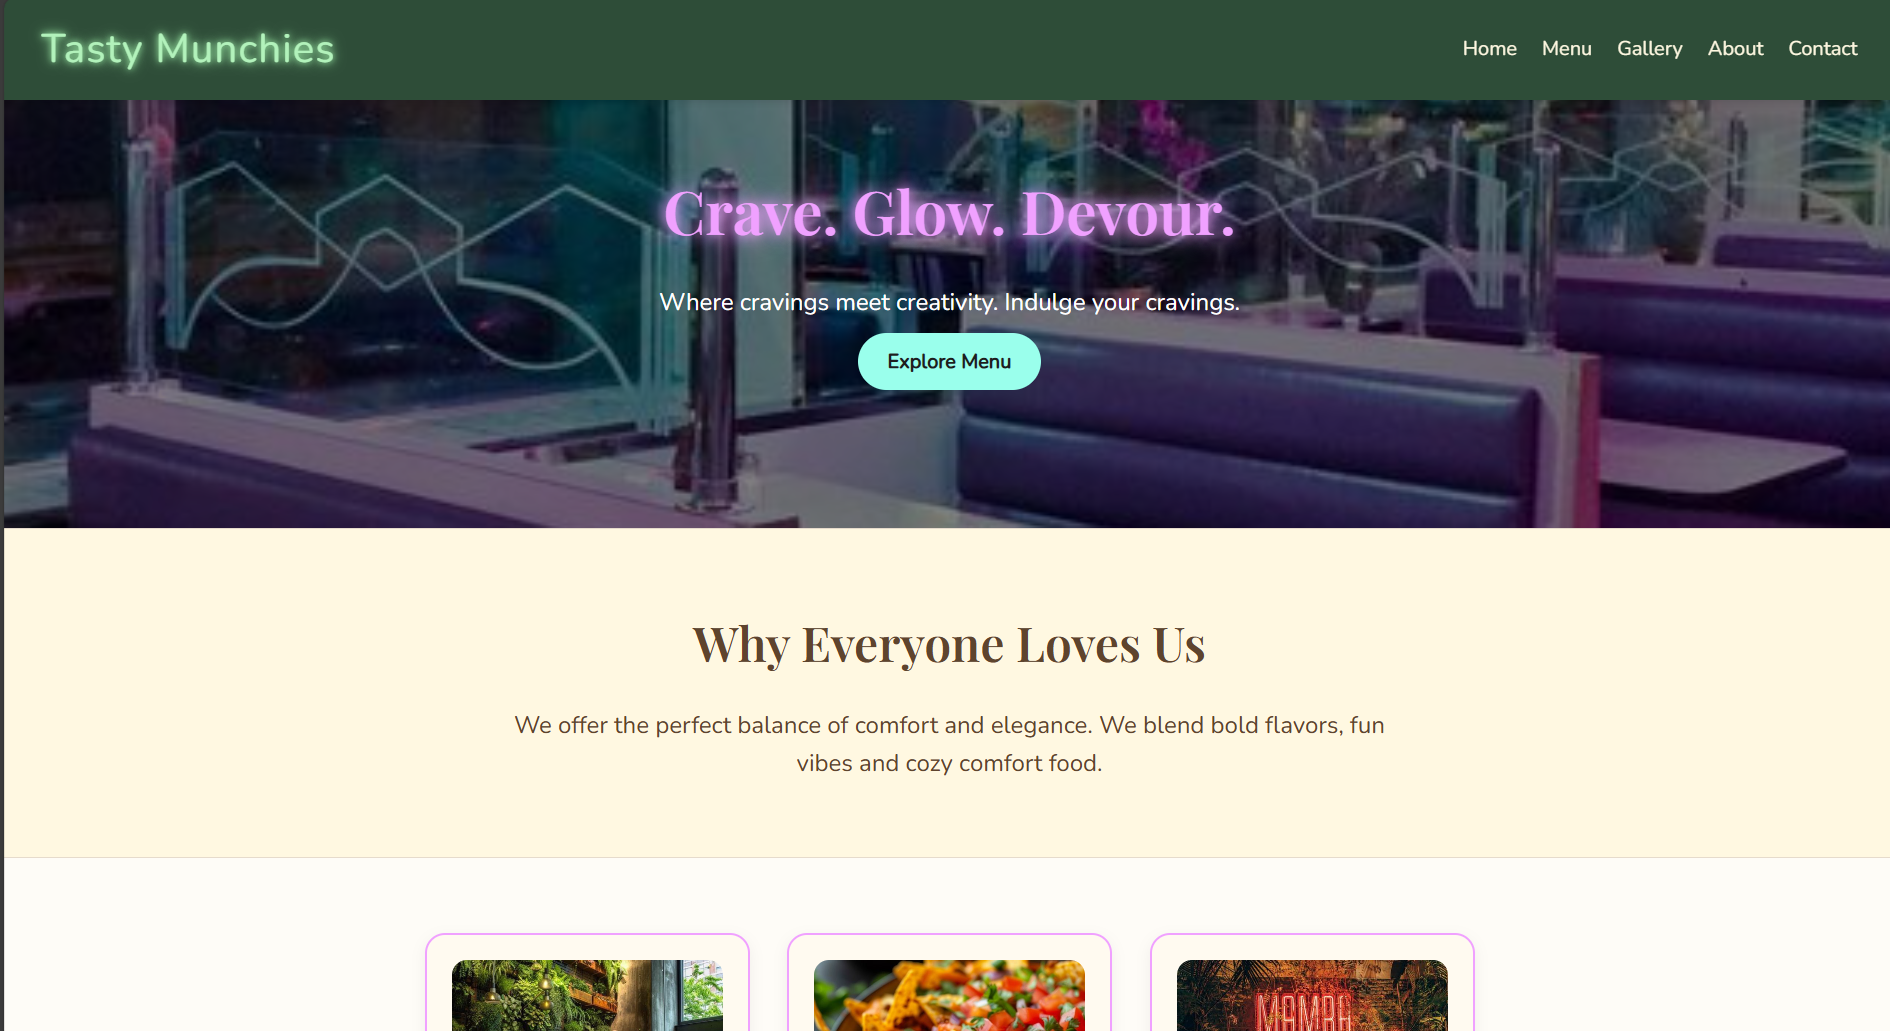 Tasty Munchies
Home Menu Gallery About Contact
Crave. Glow. Devour.
Where cravings meet creativity. Indulge your cravings.
Explore Menu
Why Everyone Loves Us
We offer the perfect balance of comfort and elegance. We blend bold flavors, fun
vibes and cozy comfort food.
MAMBA